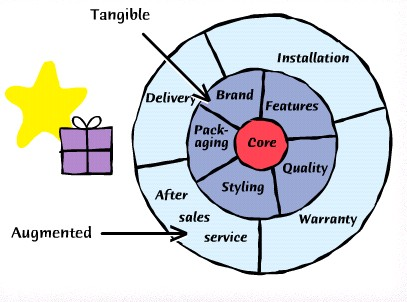 Tangible
Installation
Delivery
Brand
Features
Pack-
aging
Core
Quality
Styling
After
sales
service
Warranty
Augmented